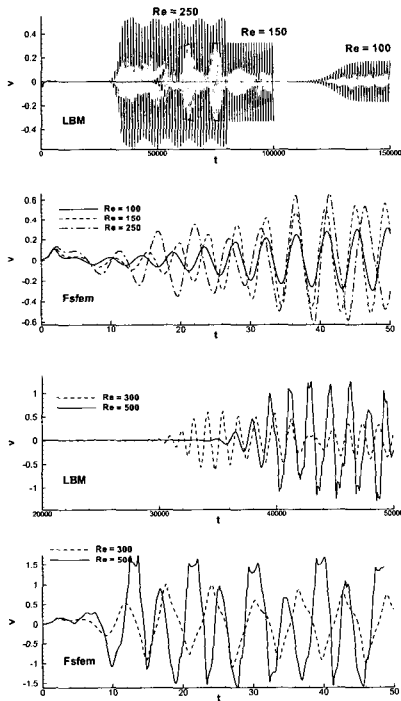 Re = 250
Re = 150
Re = 100
0.4
0.2
0
-0.2
-0.4
v
LBM
0 50000 100000 150000
t
0.6
0.4
0.2
0
-0.2
-0.4
-0.6
v
Re = 100
Re = 150
Re = 250
Fsfem
0 10 20 30 40 50
t
1
0.5
0
-0.5
-1
v
Re = 300
Re = 500
LBM
20000 30000 40000 50000
t
1.5
1
0.5
0
-0.5
-1
-1.5
v
Re = 300
Re = 500
Fsfem
0 10 20 30 40 50
t